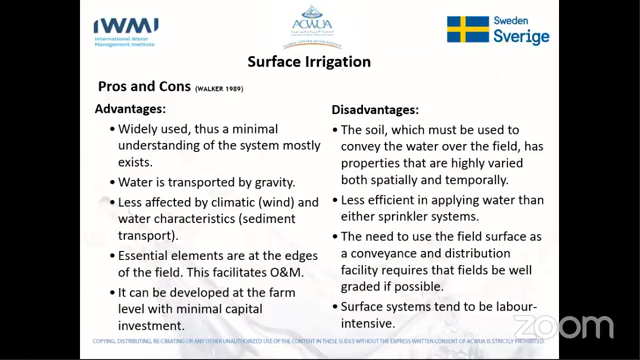 IWMI
International Water
Management Institute
ACWUA
Sweden
Sverige
Surface Irrigation
Pros and Cons (WALKER 1989)
Advantages:
• Widely used, thus a minimal
understanding of the system mostly
exists.
• Water is transported by gravity.
• Less affected by climatic (wind) and
water characteristics (sediment
transport).
• Essential elements are at the edges
of the field. This facilitates O&M.
• It can be developed at the farm
level with minimal capital
investment.
Disadvantages:
• The soil, which must be used to
convey the water over the field, has
properties that are highly varied
both spatially and temporally.
• Less efficient in applying water than
either sprinkler systems.
• The need to use the field surface as
a conveyance and distribution
facility requires that fields be well
graded if possible.
• Surface systems tend to be labour-
intensive.
zoom
COPYING, DISTRIBUTING, RE-CREATING OR ANY OTHER UNAUTHORIZED USE OF THE CONTENT IN THESE SLIDES WITHOUT THE EXPRESS WRITTEN CONSENT OF ACWUA IS STRICTLY PROHIBITED